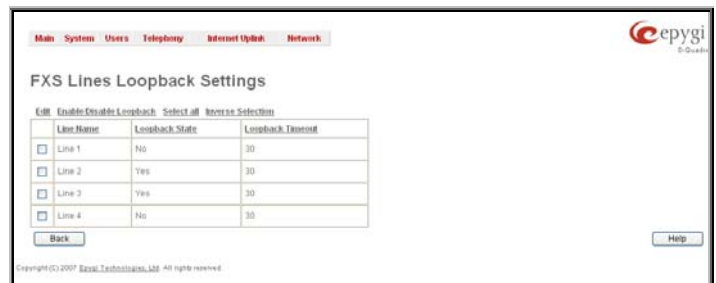 Main System Users Telephony Internet Uplink Network
epygi
FXS Lines Loopback Settings
Edit Enable/Disable Loopback Select all Inverse Selection
Line Name Loopback State Loopback Timeout
Line 1 No 30
Line 2 Yes 30
Line 3 Yes 30
Line 4 No 30
Back Help
Copyright (C) 2007 Epygi Technologies, Ltd. All rights reserved.